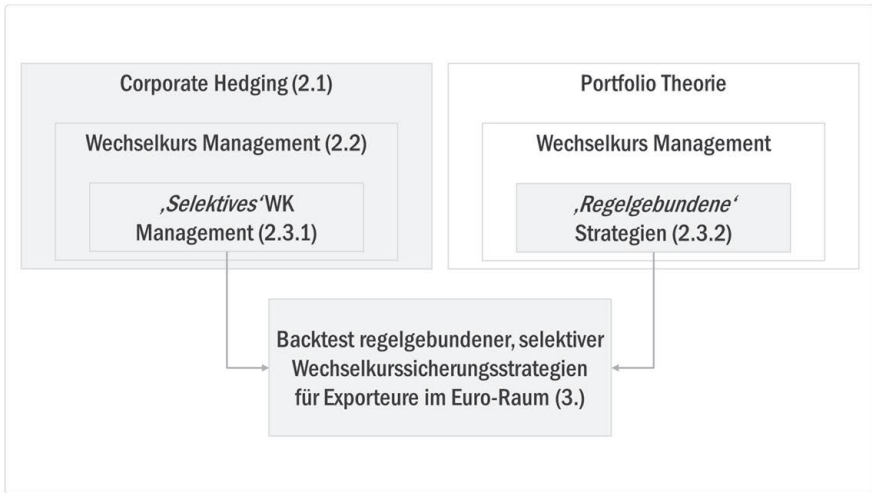 Corporate Hedging (2.1)
Wechselkurs Management (2.2)
‚Selektives‘WK
Management (2.3.1)
Portfolio Theorie
Wechselkurs Management
‚Regelgebundene‘
Strategien (2.3.2)
Backtest regelgebundener, selektiver
Wechselkurssicherungsstrategien
für Exporteure im Euro-Raum (3.)